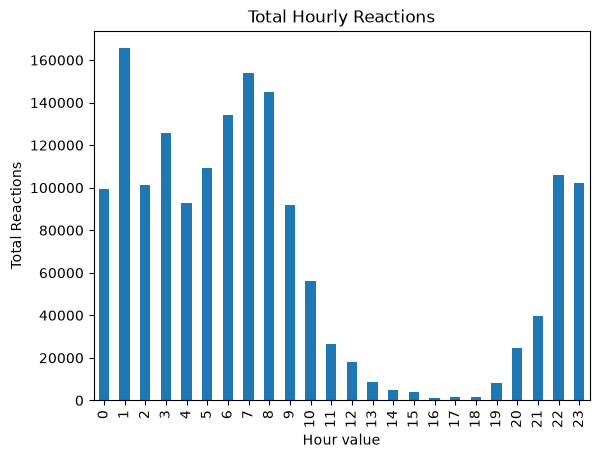 Total Hourly Reactions
Total Reactions
160000
140000
120000
100000
80000
60000
40000
20000
0
0 1 2 3 4 5 6 7 8 9 10 11 12 13 14 15 16 17 18 19 20 21 22 23
Hour value